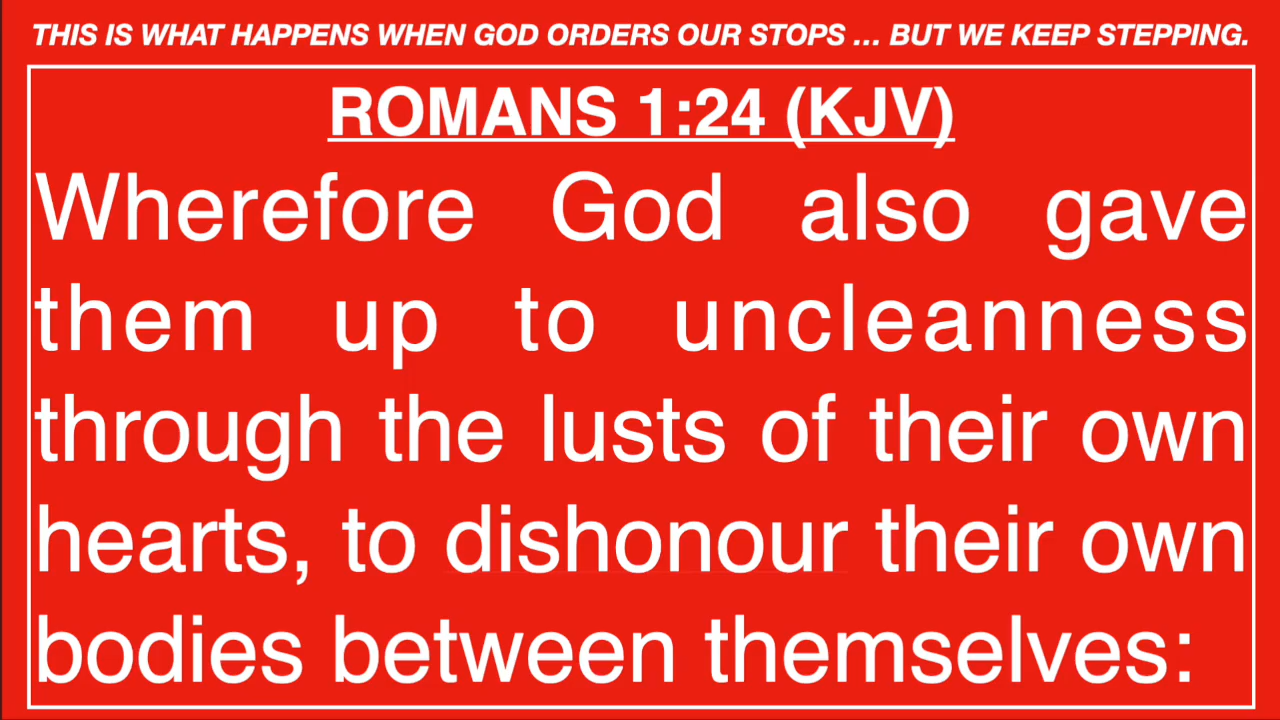 THIS IS WHAT HAPPENS WHEN GOD ORDERS OUR STOPS ... BUT WE KEEP STEPPING.
ROMANS 1:24 (KJV)
Wherefore God also gave
them up to uncleanness
through the lusts of their own
hearts, to dishonour their own
bodies between themselves: